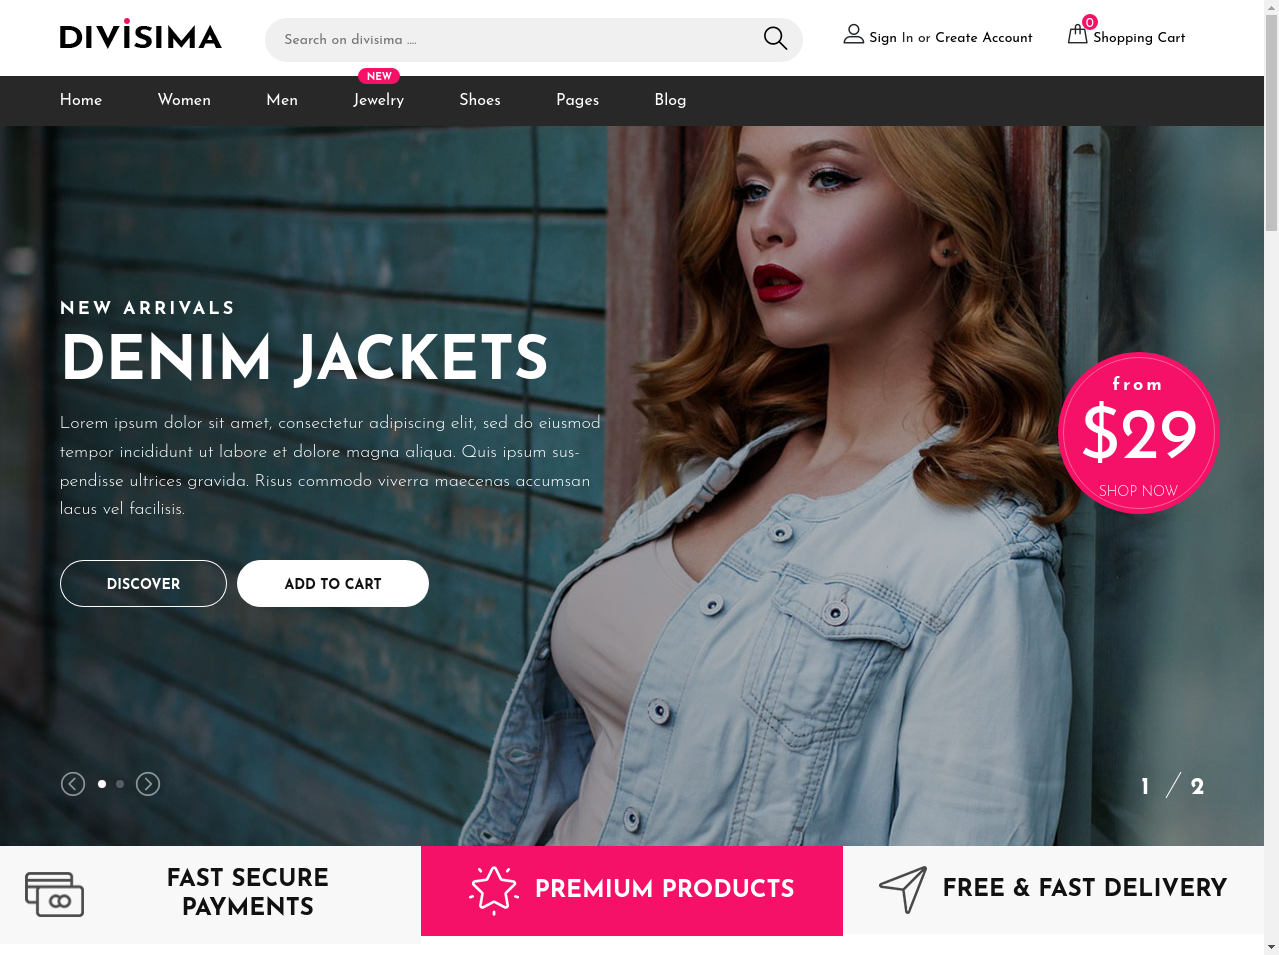 DIVISIMA
Search on divisima ....
Sign In or Create Account
0
Shopping Cart
NEW
Home Women Men Jewelry Shoes Pages Blog
NEW ARRIVALS
DENIM JACKETS
Lorem ipsum dolor sit amet, consectetur adipiscing elit, sed do eiusmod
tempor incididunt ut labore et dolore magna aliqua. Quis ipsum sus-
pendisse ultrices gravida. Risus commodo viverra maecenas accumsan
lacus vel facilisis.
from
$29
SHOP NOW
DISCOVER ADD TO CART
1 / 2
FAST SECURE
PAYMENTS
PREMIUM PRODUCTS
FREE & FAST DELIVERY